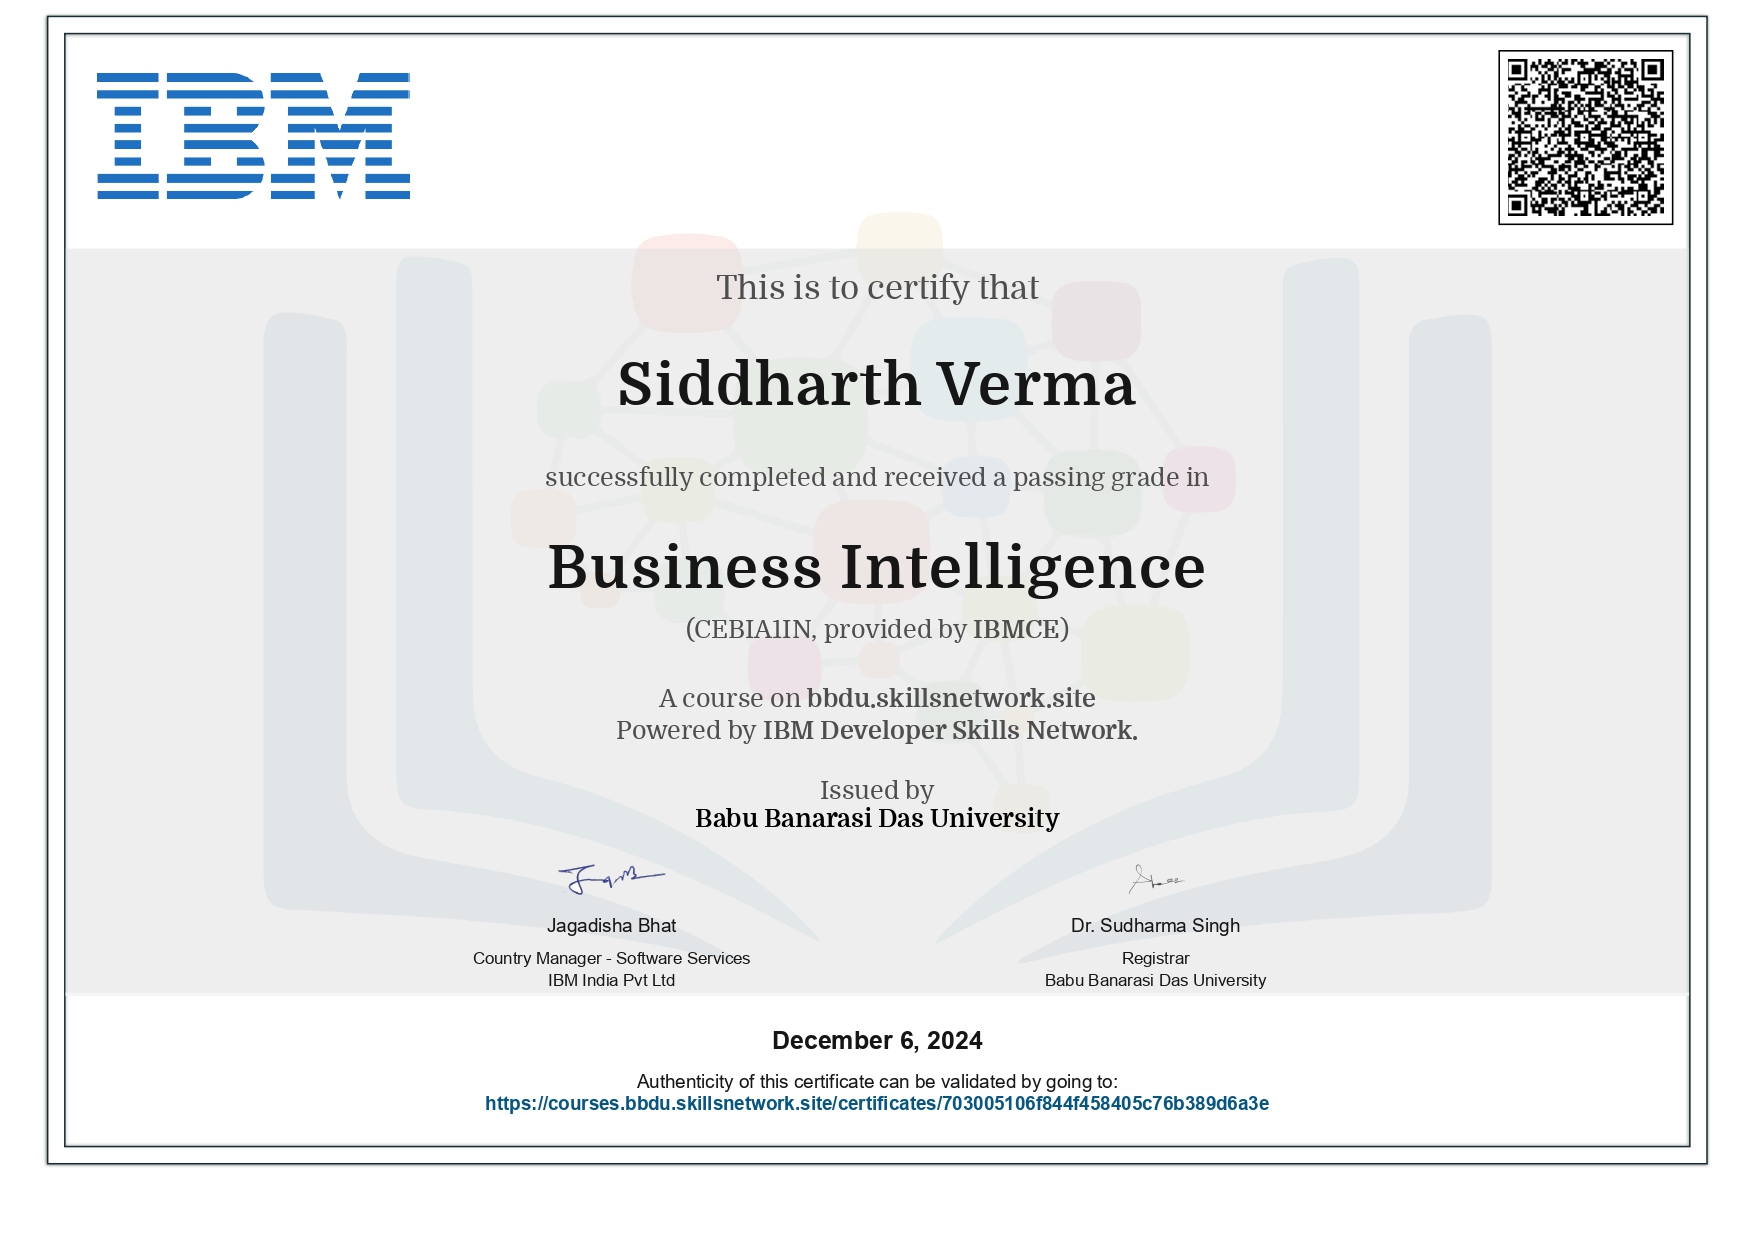 IBM
This is to certify that
Siddharth Verma
successfully completed and received a passing grade in
Business Intelligence
(CEBIA1IN, provided by IBMCE)
A course on bbdu.skillsnetwork.site
Powered by IBM Developer Skills Network.
Issued by
Babu Banarasi Das University
Jagadisha Bhat
Country Manager - Software Services
IBM India Pvt Ltd
Dr. Sudharma Singh
Registrar
Babu Banarasi Das University
December 6, 2024
Authenticity of this certificate can be validated by going to:
https://courses.bbdu.skillsnetwork.site/certificates/703005106f844f458405c76b389d6a3e